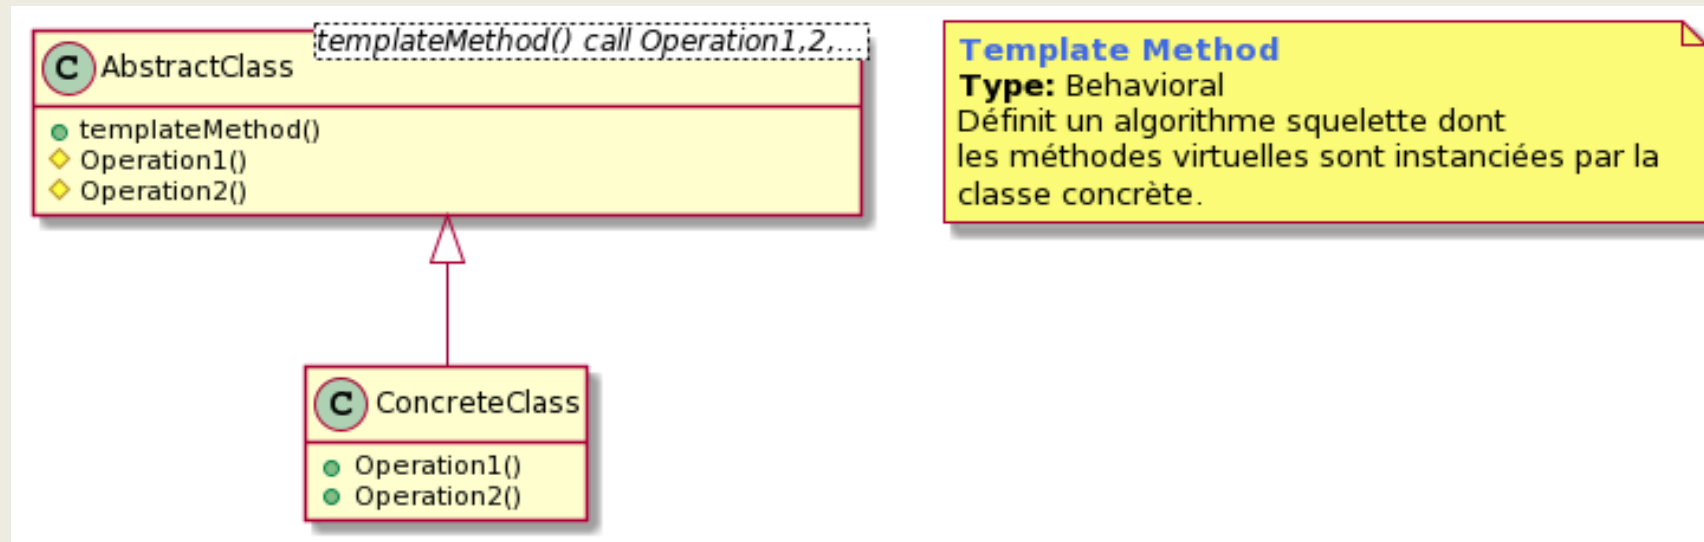 templateMethod() call Operation1,2,...
C AbstractClass
templateMethod()
Operation1()
Operation2()
C ConcreteClass
Operation1()
Operation2()
Template Method
Type: Behavioral
Définit un algorithme squelette dont
les méthodes virtuelles sont instanciées par la
classe concrète.